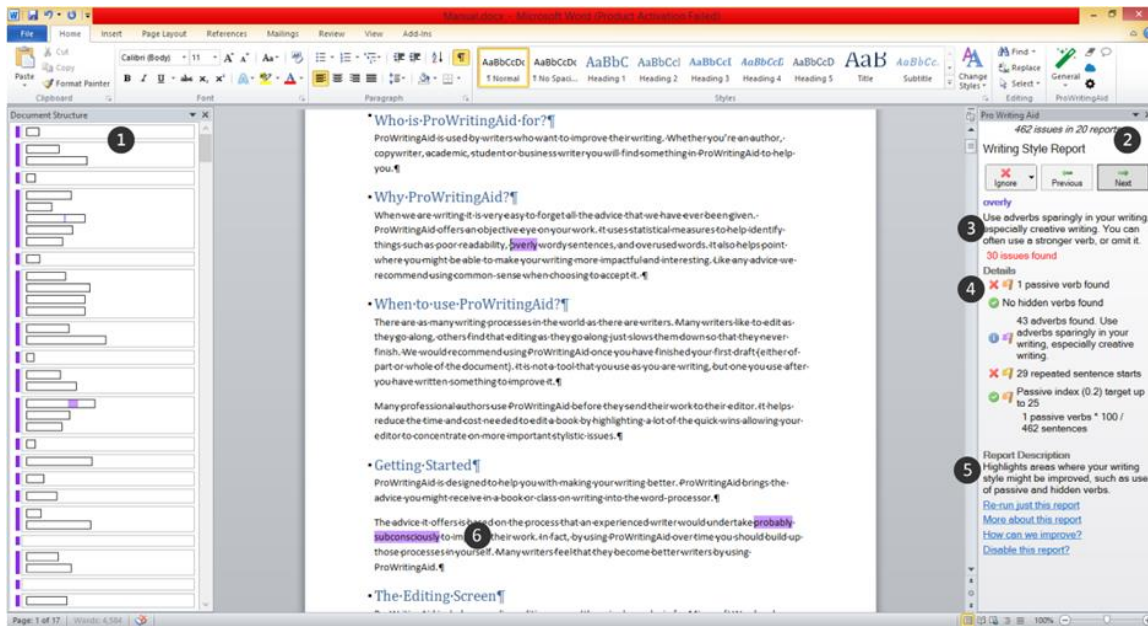 Manual.docx - Microsoft Word (Product Activation Failed)
File Home Insert Page Layout References Mailings Review View Add-Ins
Cut
Copy
Format Painter
Paste
Clipboard
Calibri (Body) 11
Font
Paragraph
AaBbCcDc AaBbCcDc AaBbC AaBbCcl AaBbCcI AaBbCcE AaBbCcD AaB AaBbCc.
¶ Normal ¶ No Spaci... Heading 1 Heading 2 Heading 3 Heading 4 Heading 5 Title Subtitle
Styles
Change Styles
Find
Replace
Select
Editing
General
ProWritingAid
Document Structure
1
Who is ProWritingAid for?¶
ProWritingAid is used by writers who want to improve their writing. Whether you're an author,
copywriter, academic, student or business writer you will find something in ProWritingAid to help
you.¶
Why ProWritingAid?¶
When we are writing it is very easy to forget all the advice that we have ever been given.
ProWritingAid offers an objective eye on your work. It uses statistical measures to help identify
things such as poor readability, overly wordy sentences, and overused words. It also helps point
where you might be able to make your writing more impactful and interesting. Like any advice we
recommend using common-sense when choosing to accept it. ¶
When to use ProWritingAid?¶
There are as many writing processes in the world as there are writers. Many writers like to edit as
they go along, others find that editing as they go along just slows them down so that they never
finish. We would recommend using ProWritingAid once you have finished your first draft (either of
part or whole of the document). It is not a tool that you use as you are writing, but one you use after
you have written something to improve it.¶
Many professional authors use ProWritingAid before they send their work to their editor. It helps
reduce the time and cost needed to edit a book by highlighting a lot of the quick wins allowing your
editor to concentrate on more important stylistic issues.¶
Getting Started¶
ProWritingAid is designed to help you with making your writing better. ProWritingAid brings the
advice you might receive in a book or class on writing into the word-processor.¶
The advice it offers is based on the process that an experienced writer would undertake probably
subconsciously to 6 their work. In fact, by using ProWritingAid over time you should build up
those processes in yourself. Many writers feel that they become better writers by using
ProWritingAid.¶
The Editing Screen¶
Pro Writing Aid
462 issues in 20 reports
2
Writing Style Report
Ignore Previous Next
overly
3
Use adverbs sparingly in your writing,
especially creative writing. You can
often use a stronger verb, or omit it.
30 issues found
Details
4
1 passive verb found
No hidden verbs found
43 adverbs found. Use
adverbs sparingly in your
writing, especially creative
writing.
29 repeated sentence starts
Passive index (0.2) target up
to 25
1 passive verbs * 100 /
462 sentences
5
Report Description
Highlights areas where your writing
style might be improved, such as use
of passive and hidden verbs.
Re-run just this report
More about this report
How can we improve?
Disable this report?
Page: 1 of 17 Words: 4,584 100%